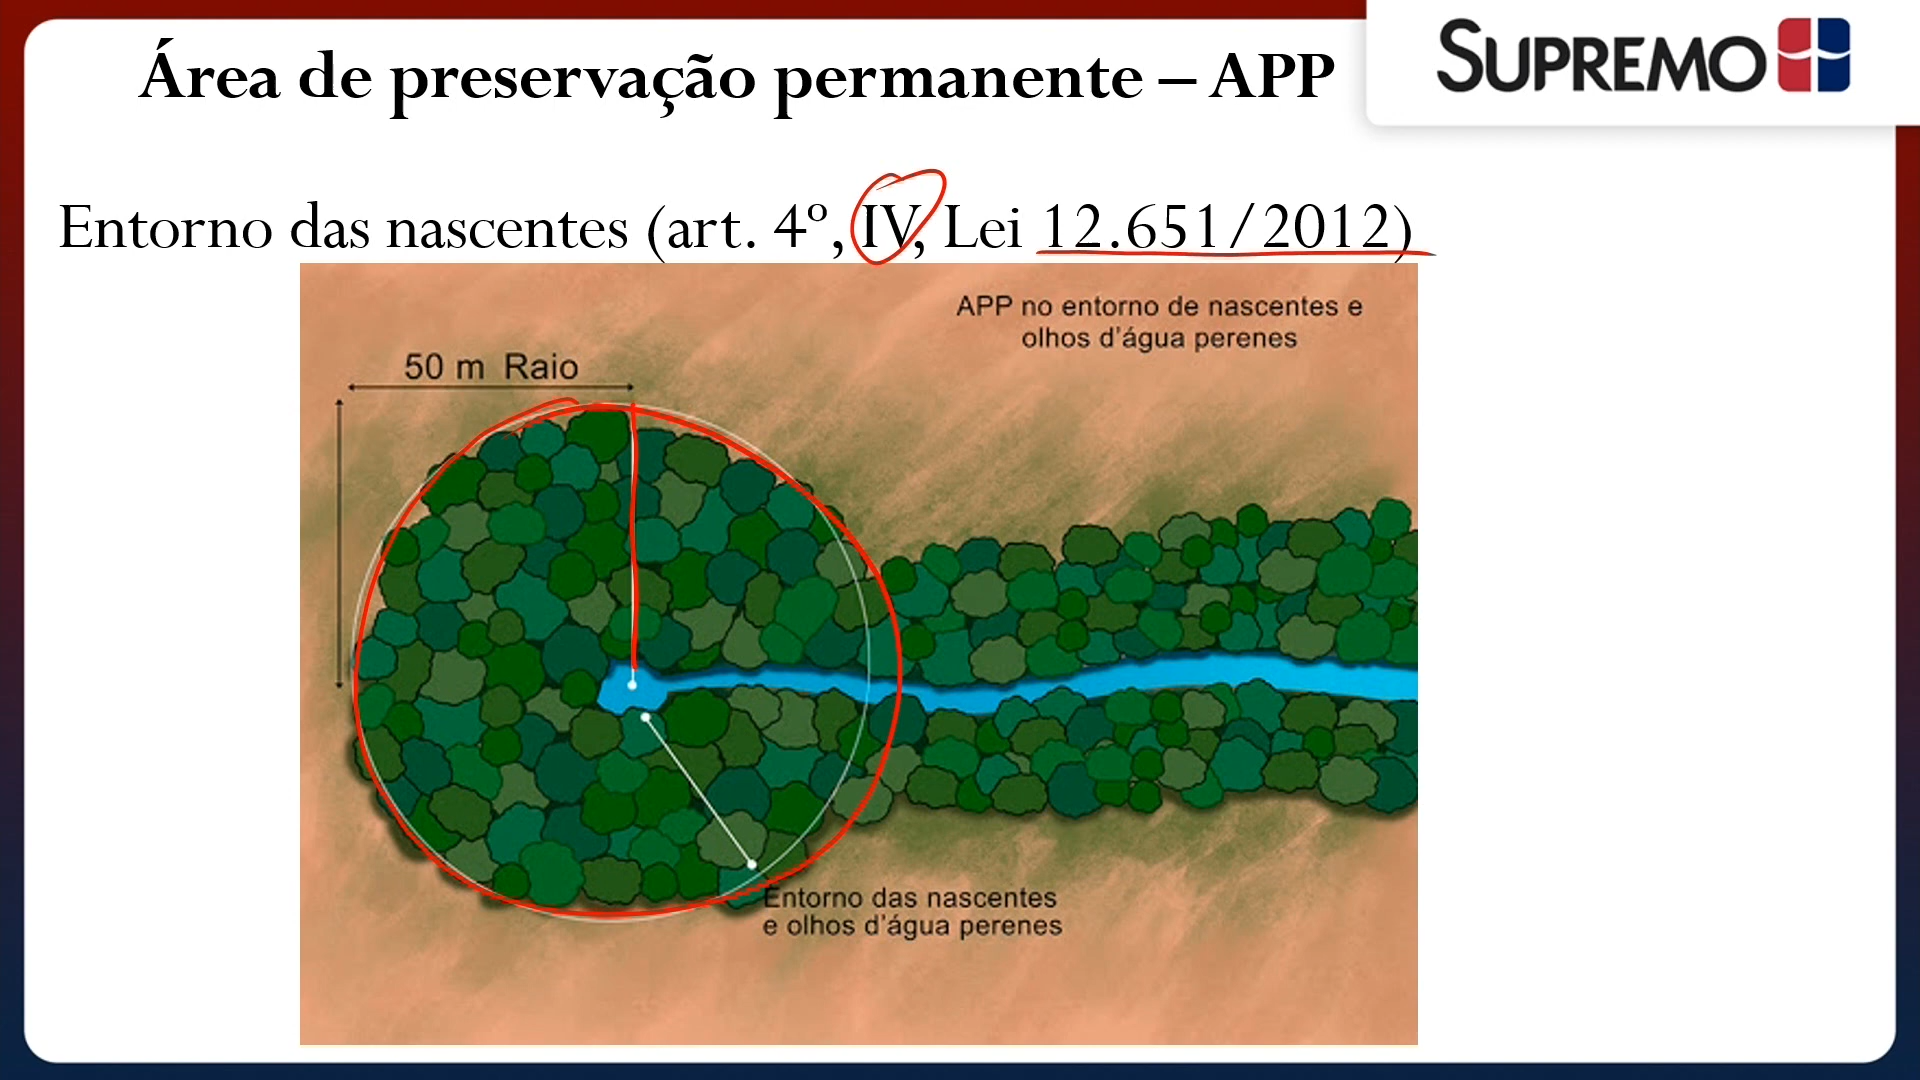 Área de preservação permanente – APP
SUPREMO
Entorno das nascentes (art. 4º, IV, Lei 12.651/2012)
APP no entorno de nascentes e
olhos d'água perenes
50 m Raio
Entorno das nascentes
e olhos d'água perenes